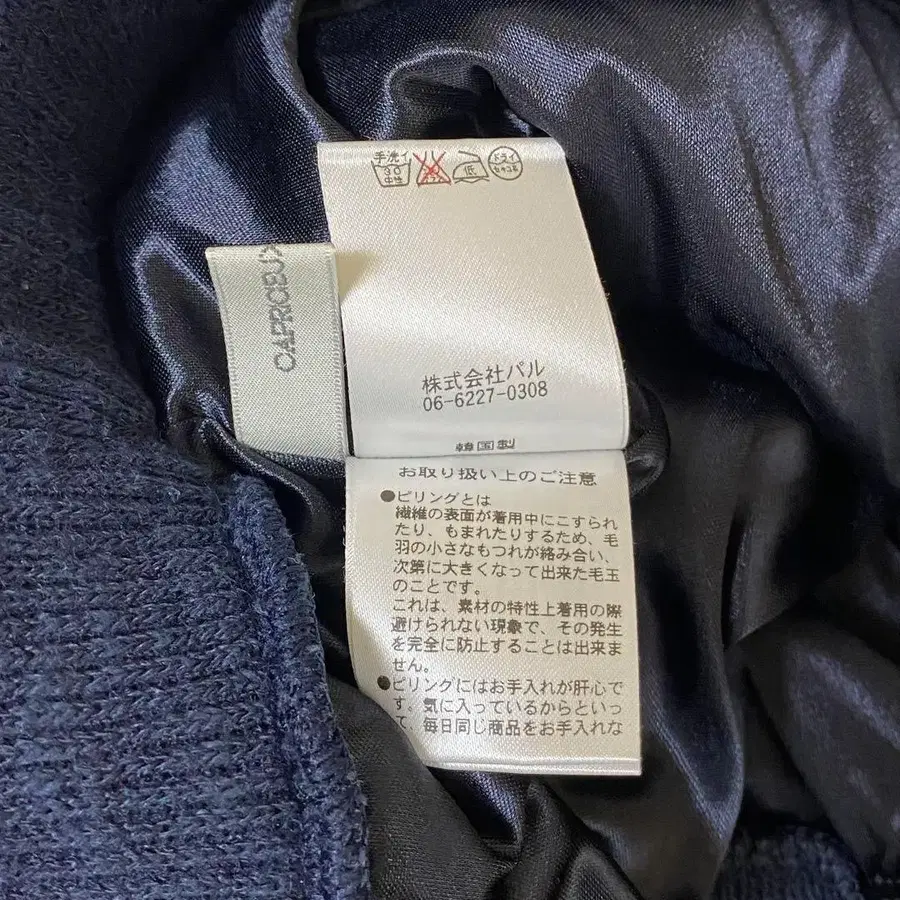 手洗イ
30
中性
低
ドライ
セキユ系
CAPRICIEUX
株式会社パル
06-6227-0308
韓国製
お取り扱い上のご注意
●ピリングとは
繊維の表面が着用中にこすられ
たり、もまれたりするため、毛
羽の小さなもつれが絡み合い、
次第に大きくなって出来た毛玉
のことです。
これは、素材の特性上着用の際
避けられない現象で、その発生
を完全に防止することは出来ま
せん。
●ピリングにはお手入れが肝心で
す。気に入っているからといっ
て、毎日同じ商品をお手入れな